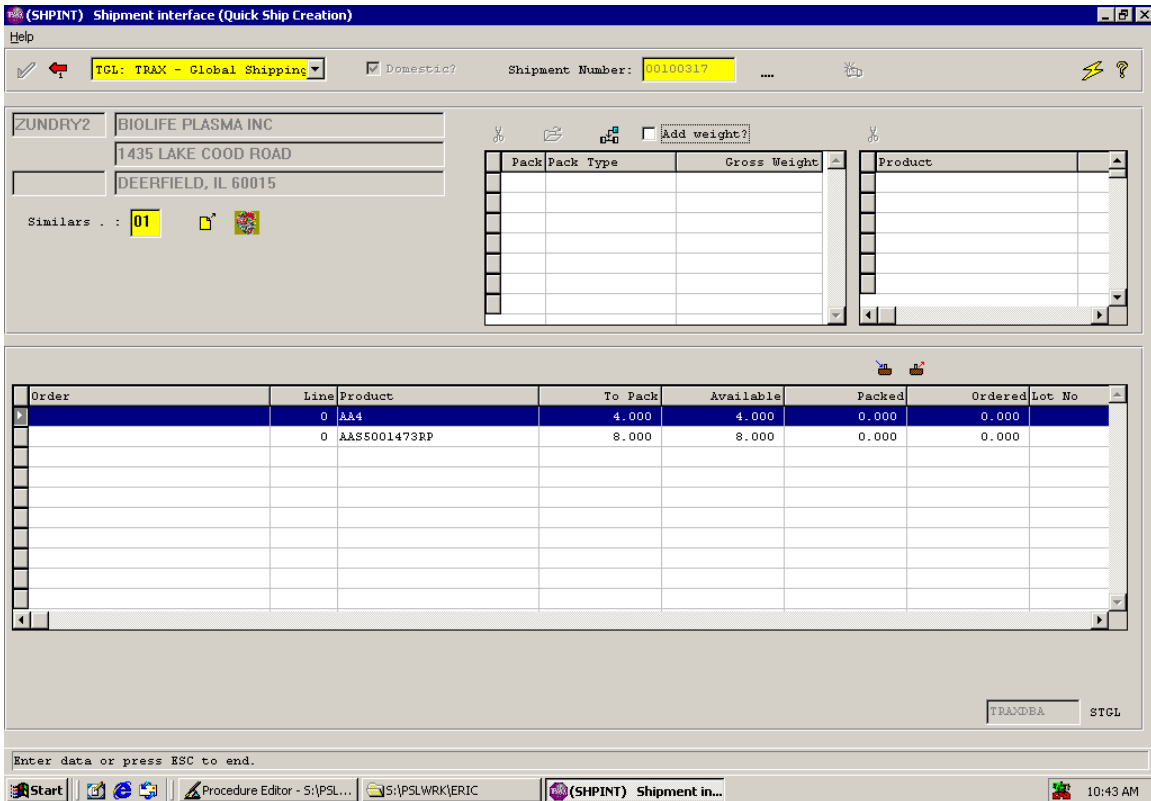 (SHPINT) Shipment interface (Quick Ship Creation)
Help
TGL: TRAX - Global Shipping Domestic? Shipment Number: 00100317 ....
ZUNDRY2 BIOLIFE PLASMA INC
1435 LAKE COOD ROAD
DEERFIELD, IL 60015
Similars . : 01
Add weight?
Pack Pack Type Gross Weight Product
Order Line Product To Pack Available Packed Ordered Lot No
0 AA4 4.000 4.000 0.000 0.000
0 AAS5001473RP 8.000 8.000 0.000 0.000
TRAXDBA STGL
Enter data or press ESC to end.
Start Procedure Editor - S:\PSL... S:\PSLWRK\ERIC (SHPINT) Shipment in... 10:43 AM